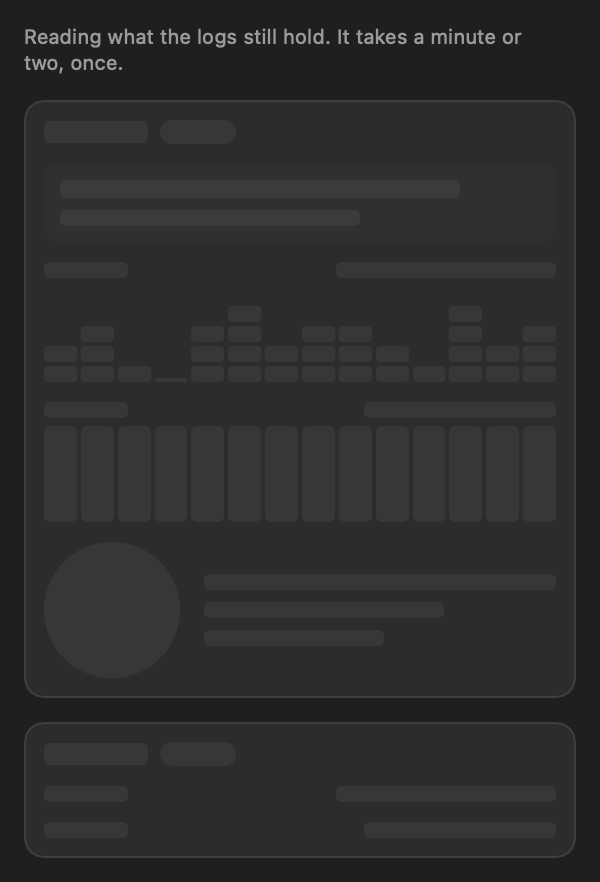 Reading what the logs still hold. It takes a minute or
two, once.